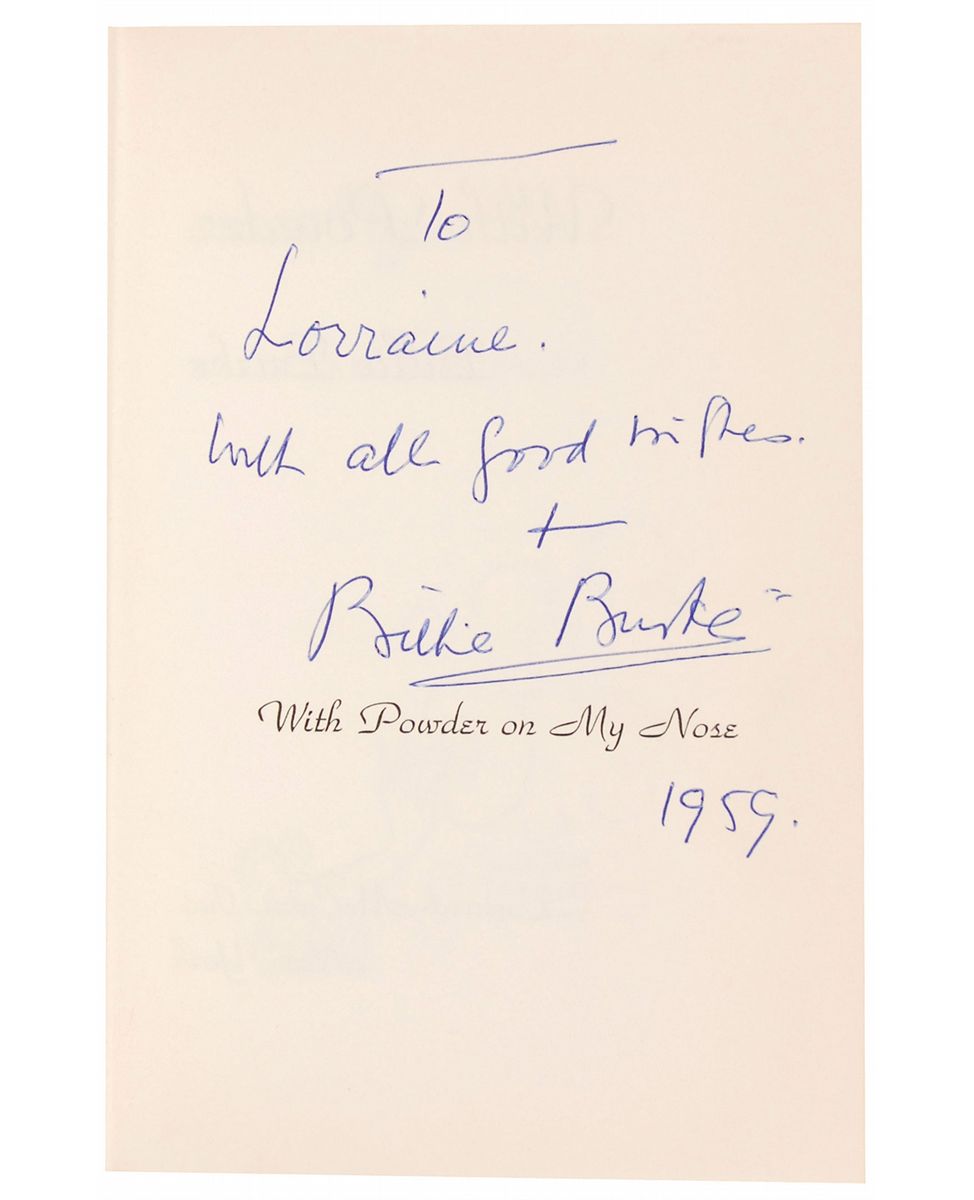 To
Lorraine.
With all good wishes.
+
Billie Burke
With Powder on My Nose
1959.